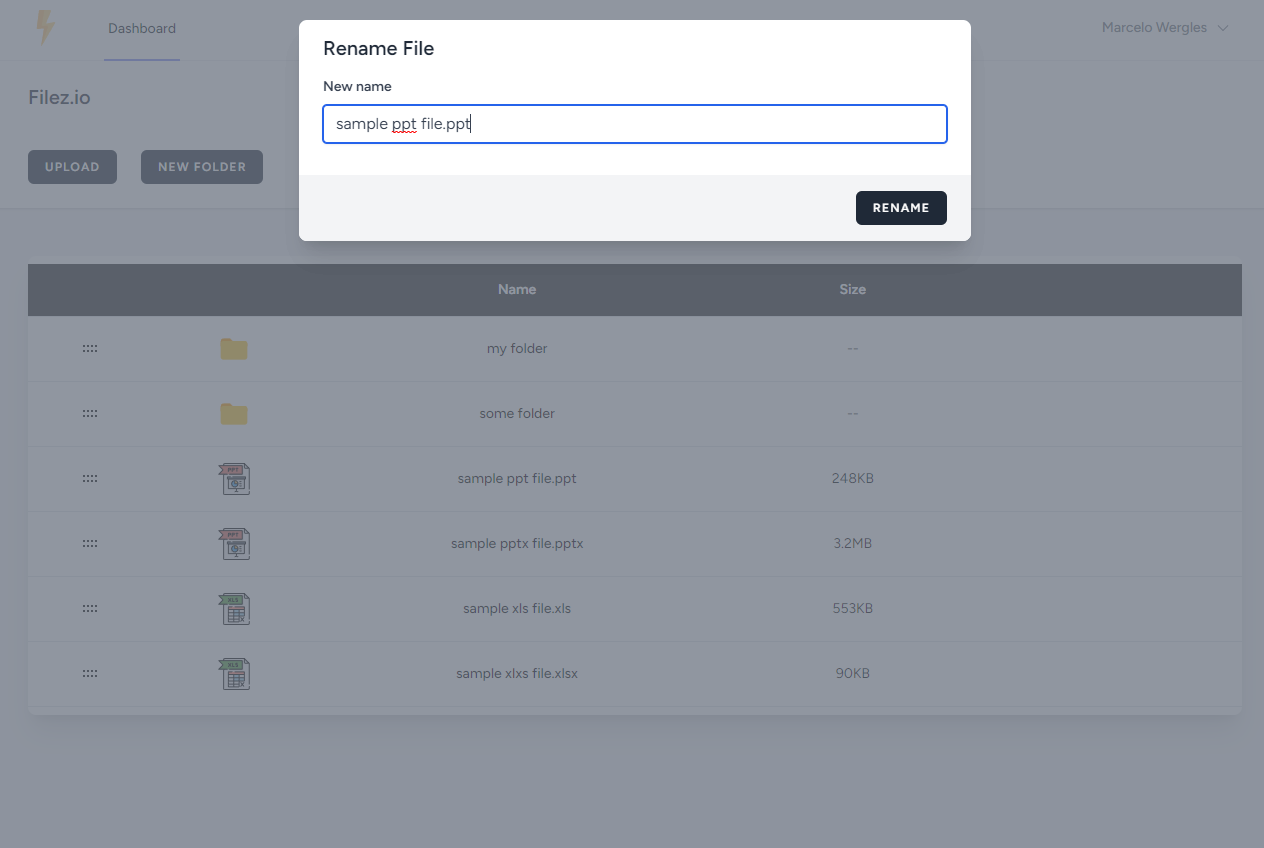 Dashboard
Marcelo Wergles
Rename File
New name
sample ppt file.ppt
RENAME
Filez.io
UPLOAD
NEW FOLDER
Name Size
my folder --
some folder --
PPT sample ppt file.ppt 248KB
PPT sample pptx file.pptx 3.2MB
XLS sample xls file.xls 553KB
XLS sample xlxs file.xlsx 90KB